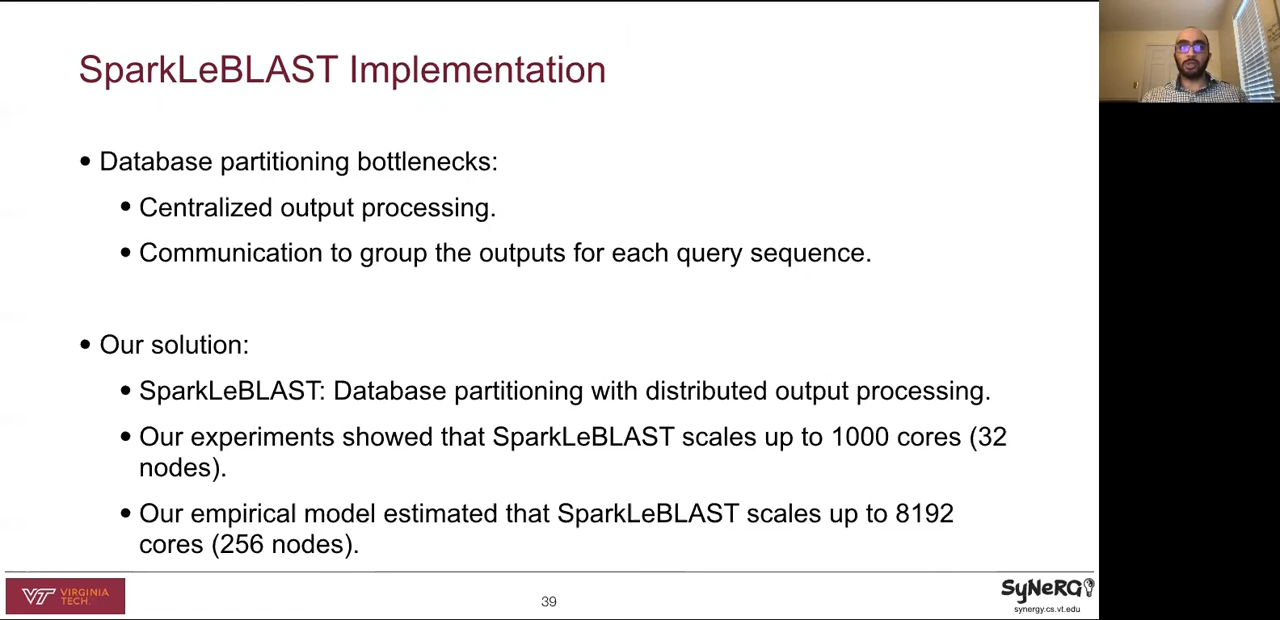 SparkLeBLAST Implementation
• Database partitioning bottlenecks:
• Centralized output processing.
• Communication to group the outputs for each query sequence.
• Our solution:
• SparkLeBLAST: Database partitioning with distributed output processing.
• Our experiments showed that SparkLeBLAST scales up to 1000 cores (32
nodes).
• Our empirical model estimated that SparkLeBLAST scales up to 8192
cores (256 nodes).
VT VIRGINIA
TECH.
39
SyNeRG
synergy.cs.vt.edu